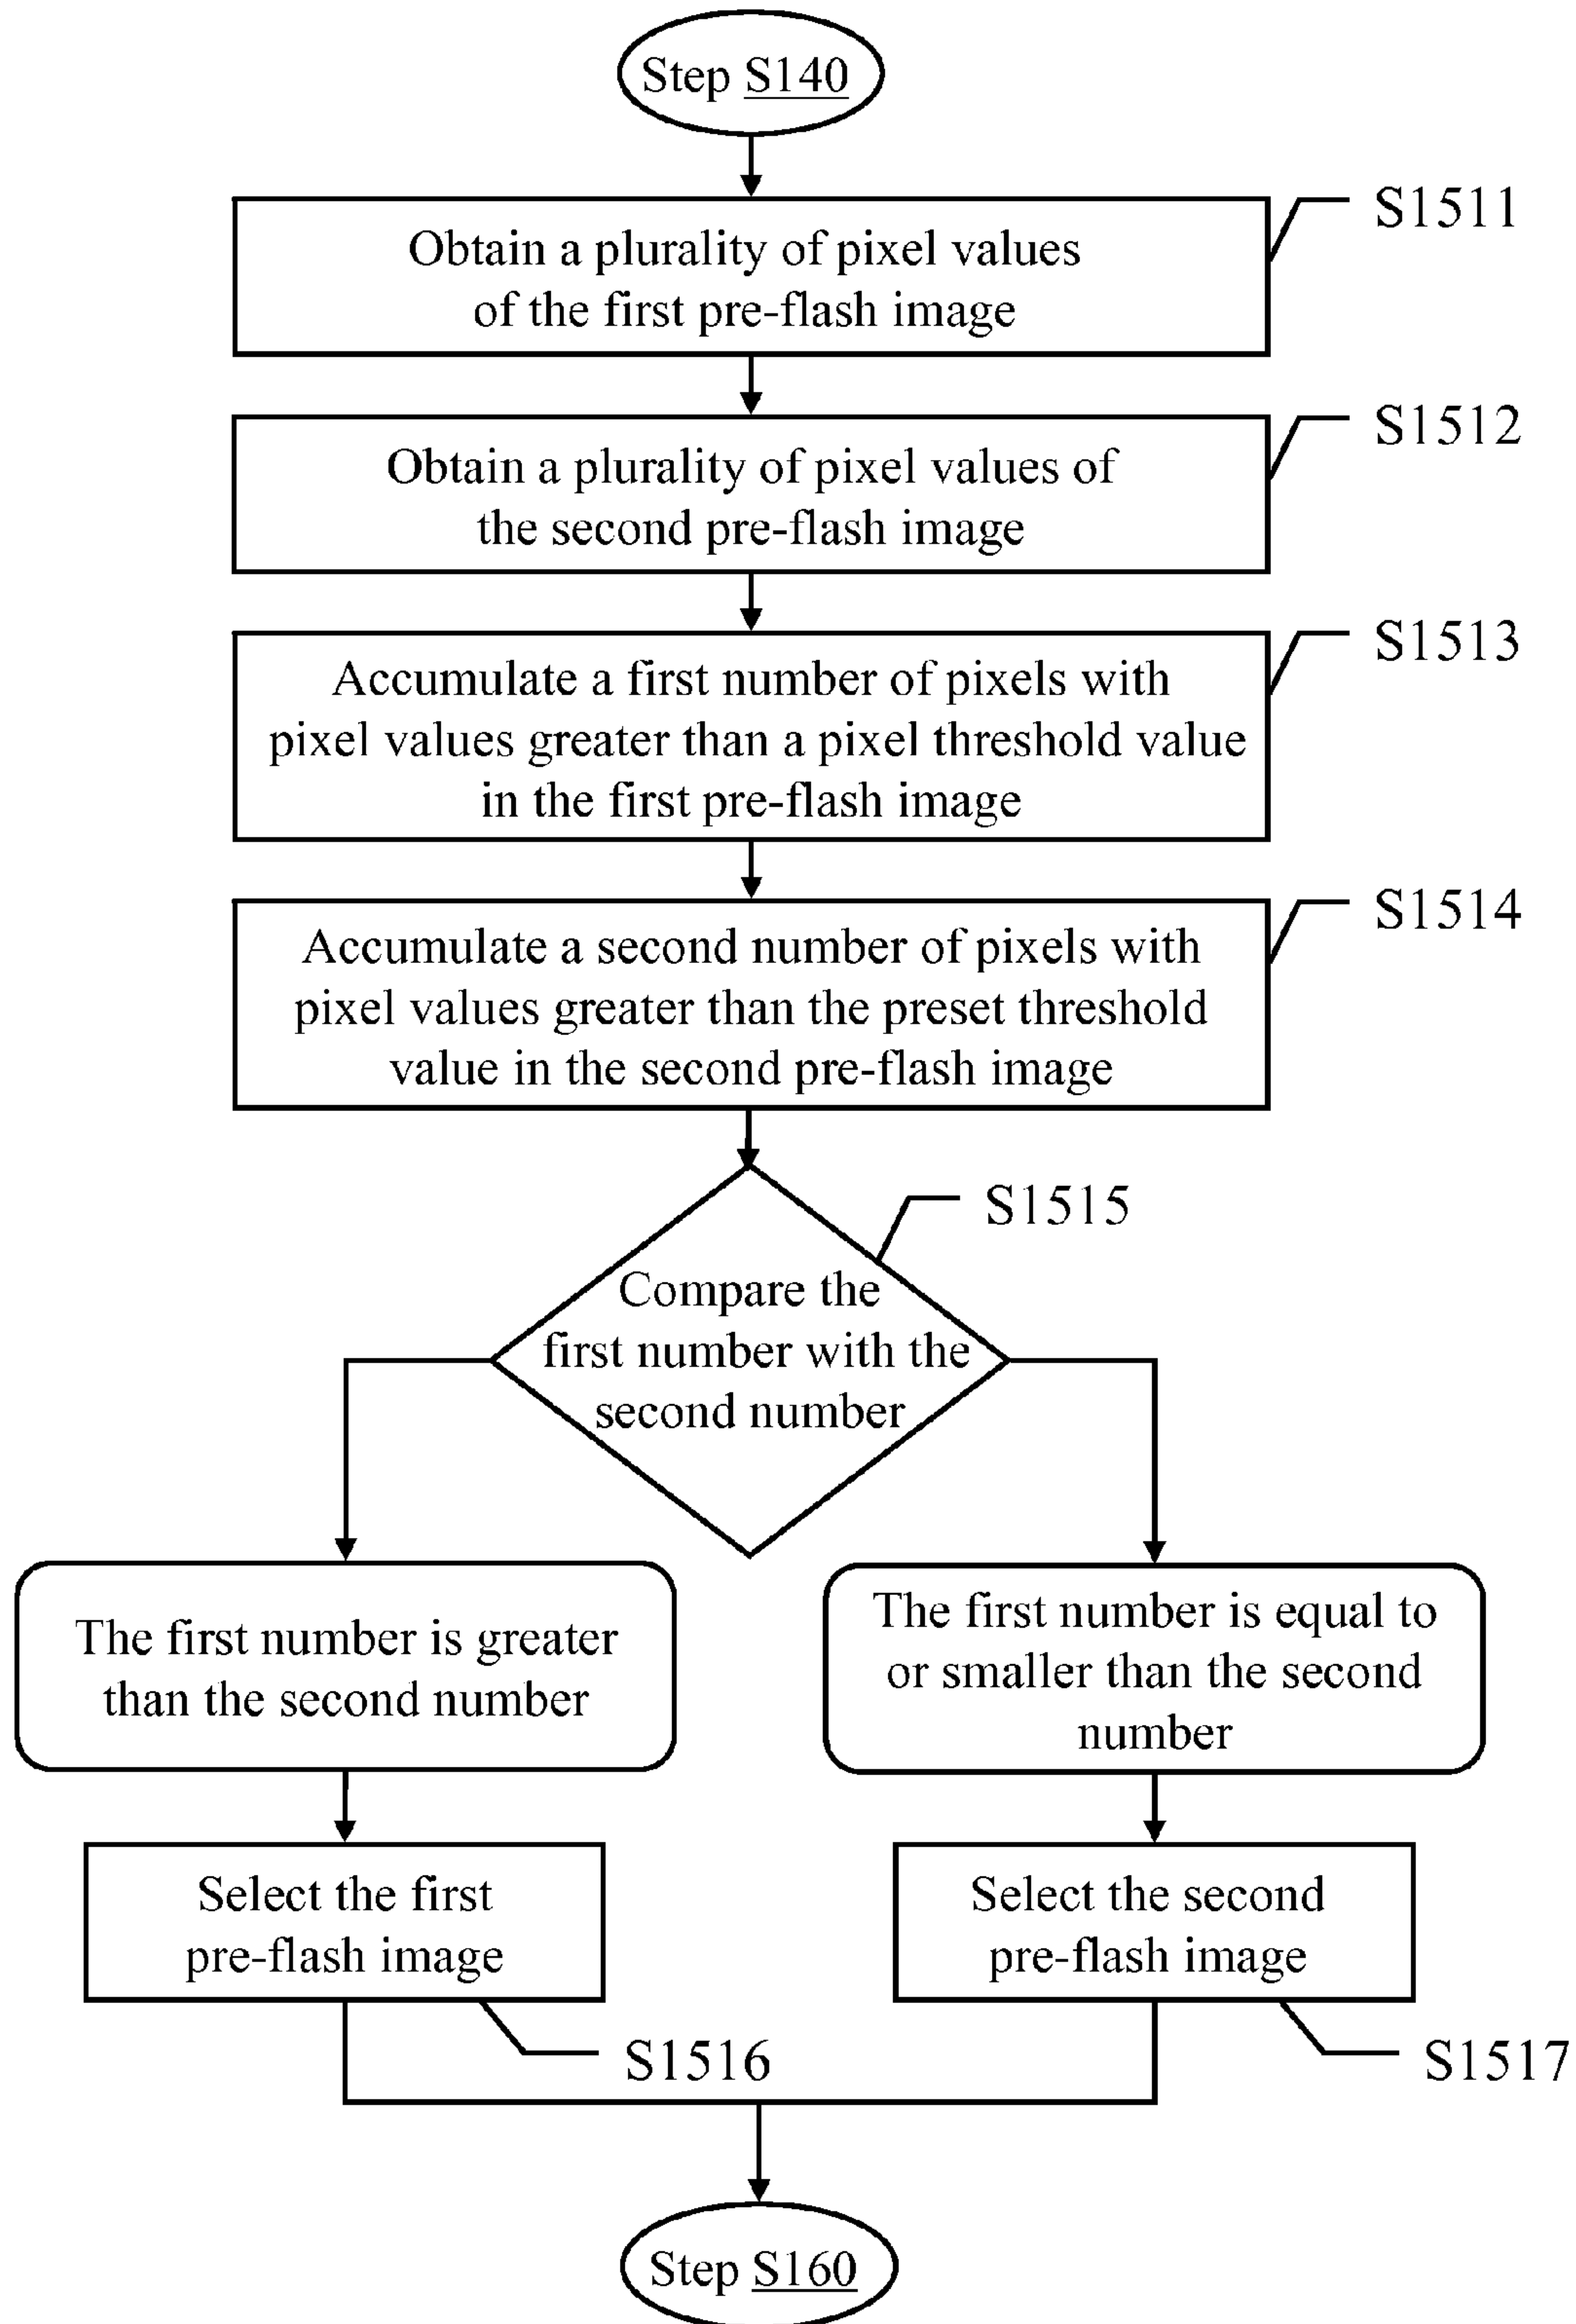 Step S140
S1511
Obtain a plurality of pixel values
of the first pre-flash image
S1512
Obtain a plurality of pixel values of
the second pre-flash image
S1513
Accumulate a first number of pixels with
pixel values greater than a pixel threshold value
in the first pre-flash image
S1514
Accumulate a second number of pixels with
pixel values greater than the preset threshold
value in the second pre-flash image
S1515
Compare the
first number with the
second number
The first number is greater
than the second number
The first number is equal to
or smaller than the second
number
Select the first
pre-flash image
S1516
Select the second
pre-flash image
S1517
Step S160